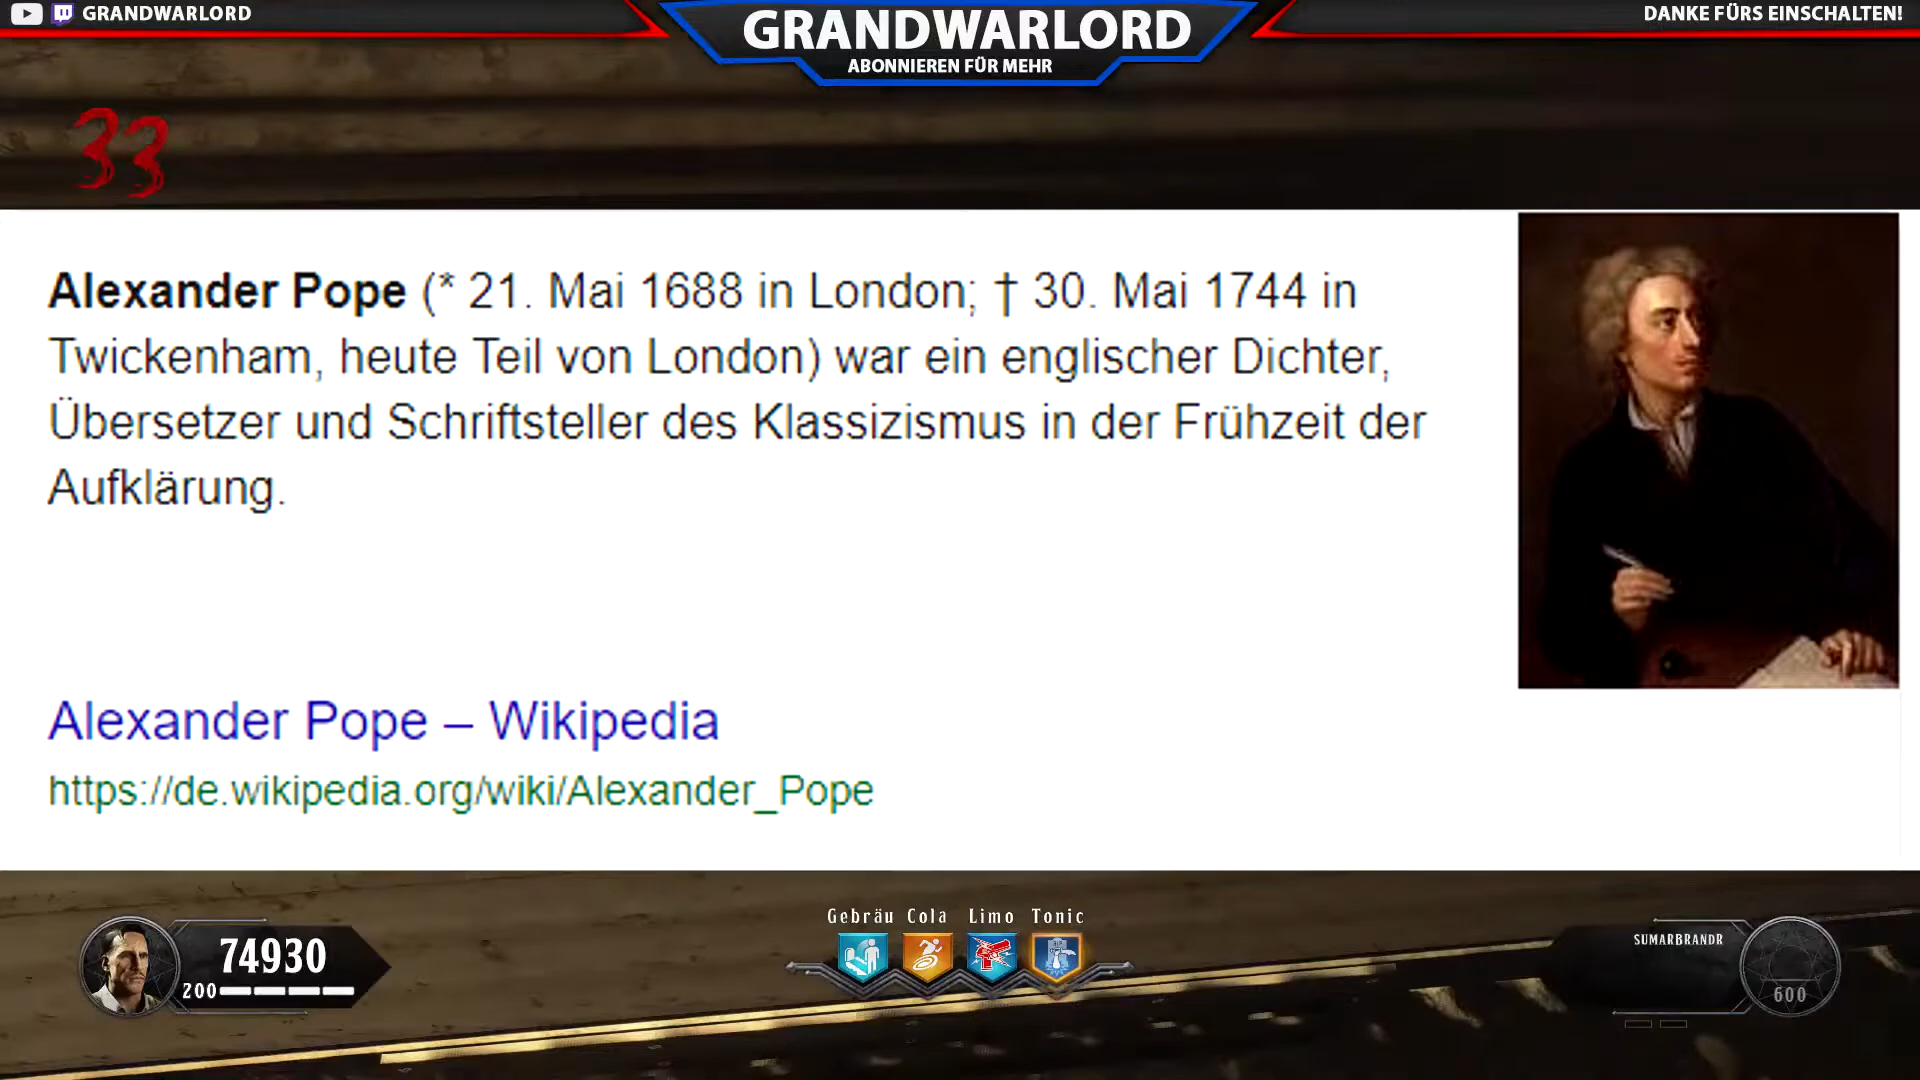 GRANDWARLORD
GRANDWARLORD
ABONNIEREN FÜR MEHR
DANKE FÜRS EINSCHALTEN!
33
Alexander Pope (* 21. Mai 1688 in London; † 30. Mai 1744 in
Twickenham, heute Teil von London) war ein englischer Dichter,
Übersetzer und Schriftsteller des Klassizismus in der Frühzeit der
Aufklärung.
Alexander Pope – Wikipedia
https://de.wikipedia.org/wiki/Alexander_Pope
74930
200
Gebräu Cola Limo Tonic
SUMARBRANDR
600